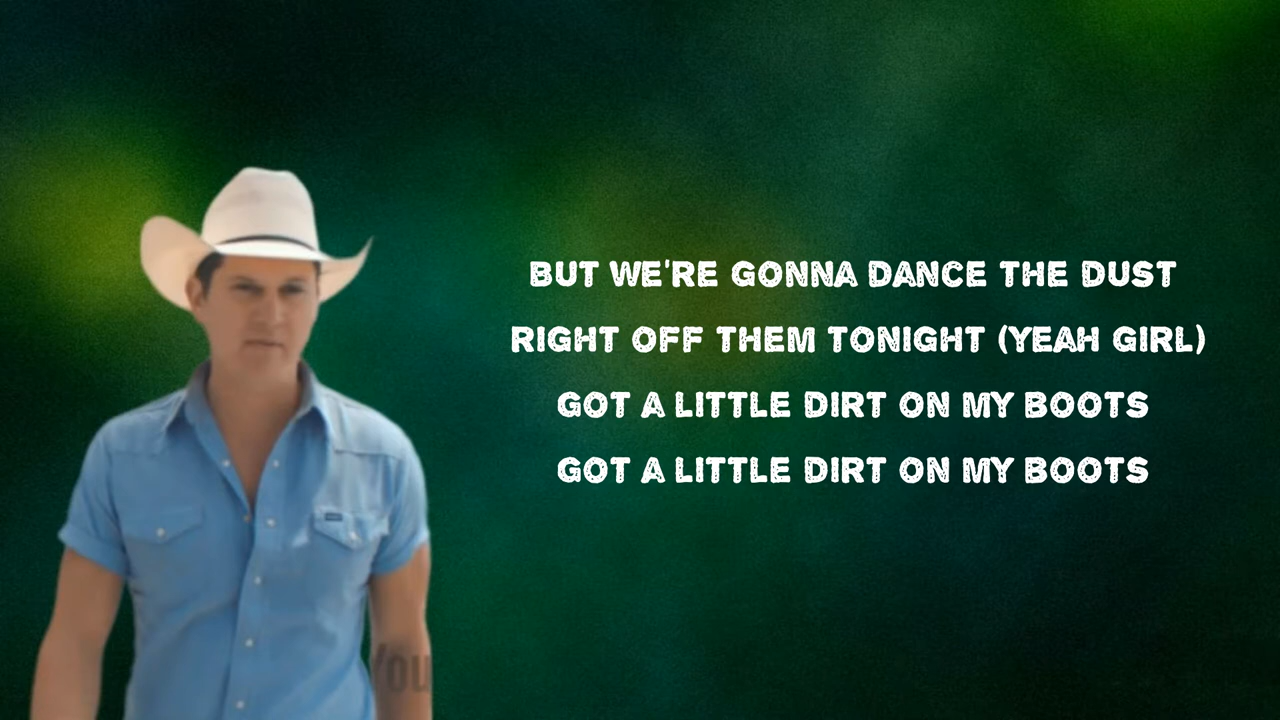 BUT WE'RE GONNA DANCE THE DUST
RIGHT OFF THEM TONIGHT (YEAH GIRL)
GOT A LITTLE DIRT ON MY BOOTS
GOT A LITTLE DIRT ON MY BOOTS
You